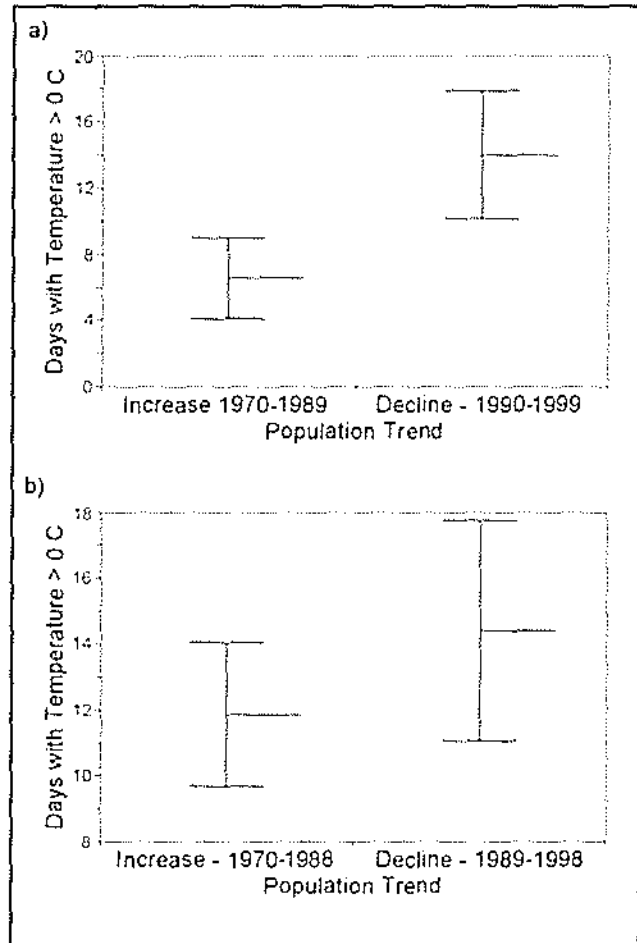 a)
20
16
12
8
4
0
Days with Temperature > 0 C
Increase 1970-1989
Decline - 1990-1999
Population Trend
b)
18
16
14
12
10
8
Days with Temperature > 0 C
Increase - 1970-1988
Decline - 1989-1998
Population Trend